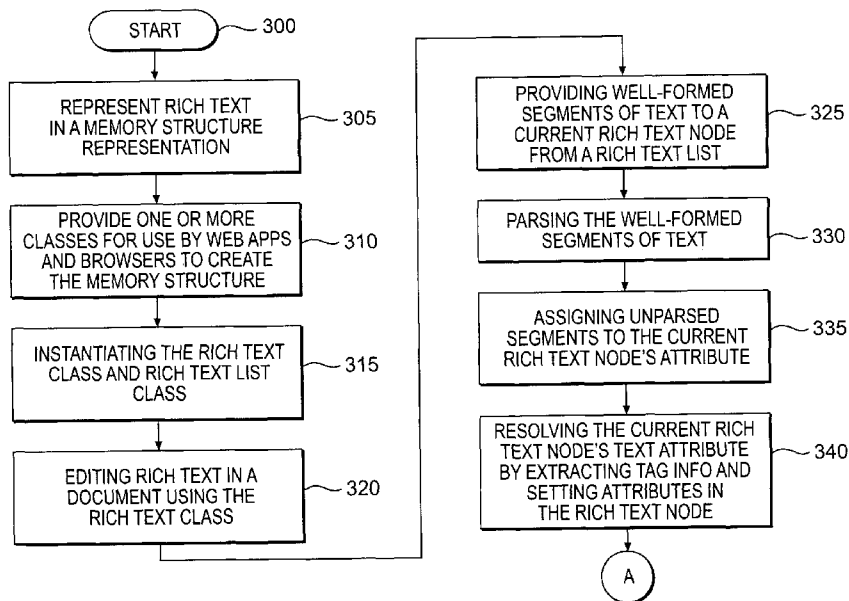 START
300
REPRESENT RICH TEXT
IN A MEMORY STRUCTURE
REPRESENTATION
305
PROVIDE ONE OR MORE
CLASSES FOR USE BY WEB APPS
AND BROWSERS TO CREATE
THE MEMORY STRUCTURE
310
INSTANTIATING THE RICH TEXT
CLASS AND RICH TEXT LIST
CLASS
315
EDITING RICH TEXT IN A
DOCUMENT USING THE
RICH TEXT CLASS
320
PROVIDING WELL-FORMED
SEGMENTS OF TEXT TO A
CURRENT RICH TEXT NODE
FROM A RICH TEXT LIST
325
PARSING THE WELL-FORMED
SEGMENTS OF TEXT
330
ASSIGNING UNPARSED
SEGMENTS TO THE CURRENT
RICH TEXT NODE'S ATTRIBUTE
335
RESOLVING THE CURRENT RICH
TEXT NODE'S TEXT ATTRIBUTE
BY EXTRACTING TAG INFO AND
SETTING ATTRIBUTES IN
THE RICH TEXT NODE
340
A